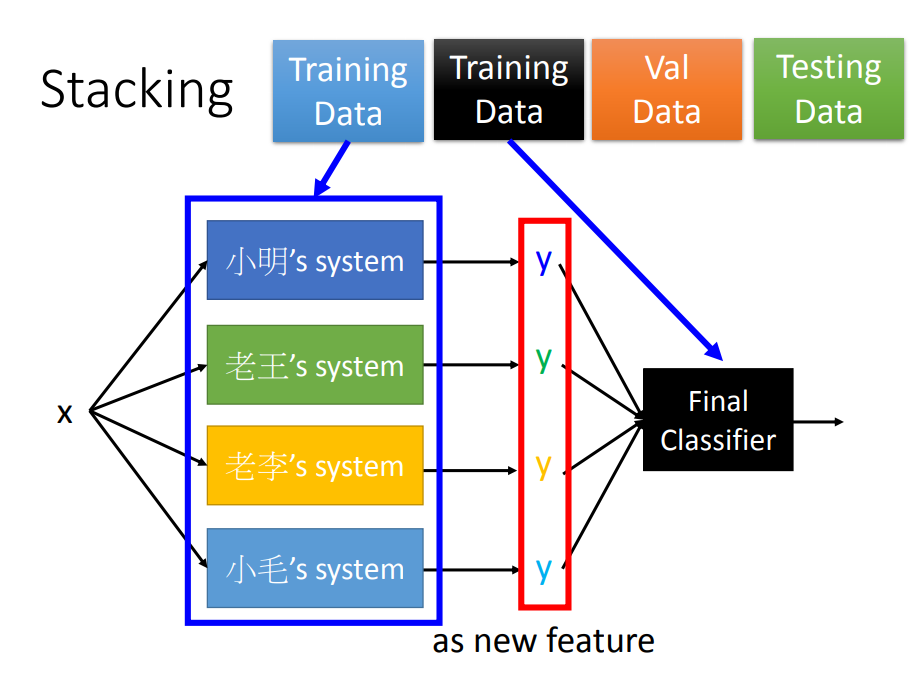 Stacking
Training
Data
Training
Data
Val
Data
Testing
Data
小明’s system
y
老王’s system
y
x
Final
Classifier
老李’s system
y
小毛’s system
y
as new feature